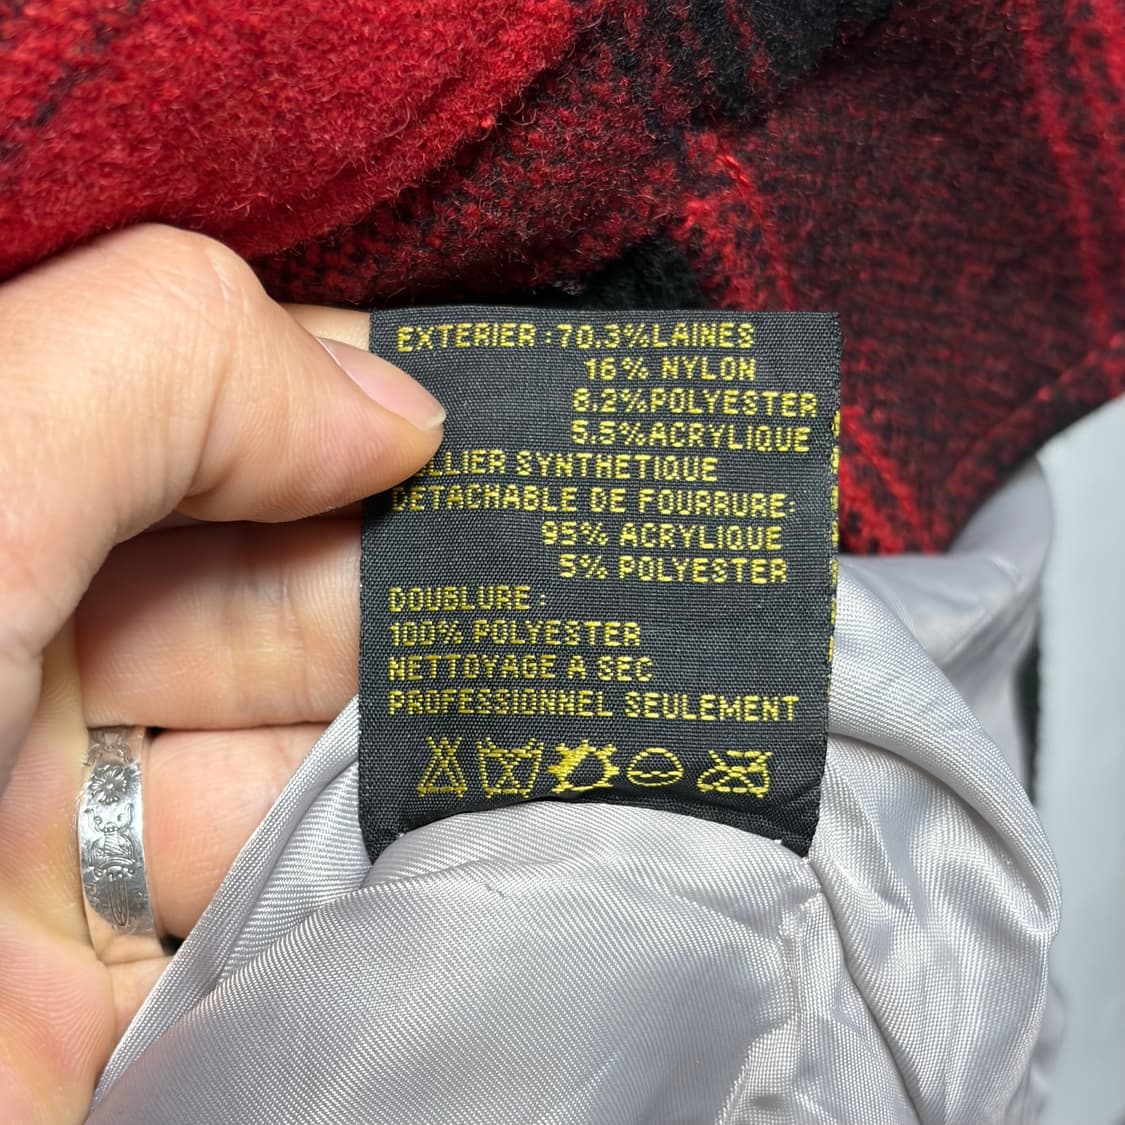 EXTERIER : 70.3% LAINES
16% NYLON
8.2% POLYESTER
5.5% ACRYLIQUE
SYNTHETIQUE
DETACHABLE DE FOURRURE:
95% ACRYLIQUE
5% POLYESTER
DOUBLURE :
100% POLYESTER
NETTOYAGE A SEC
PROFESSIONNEL SEULEMENT